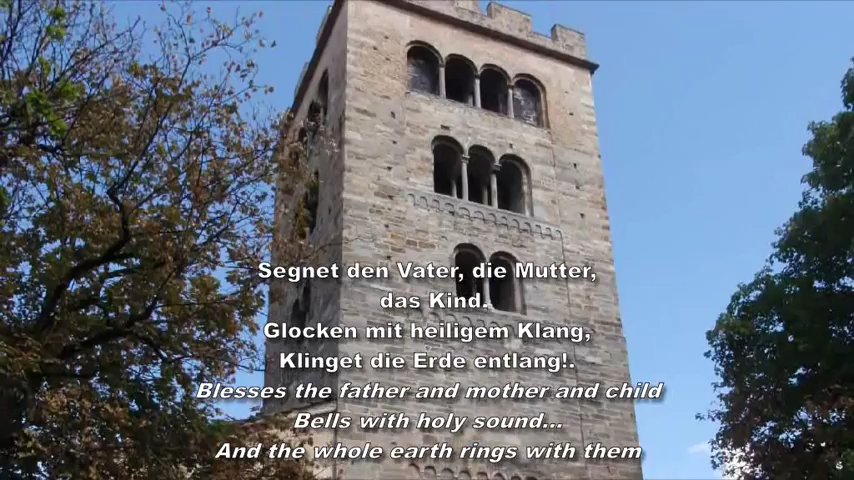 Segnet den Vater, die Mutter,
das Kind.
Glocken mit heiligem Klang,
Klinget die Erde entlang!.
Blesses the father and mother and child
Bells with holy sound...
And the whole earth rings with them